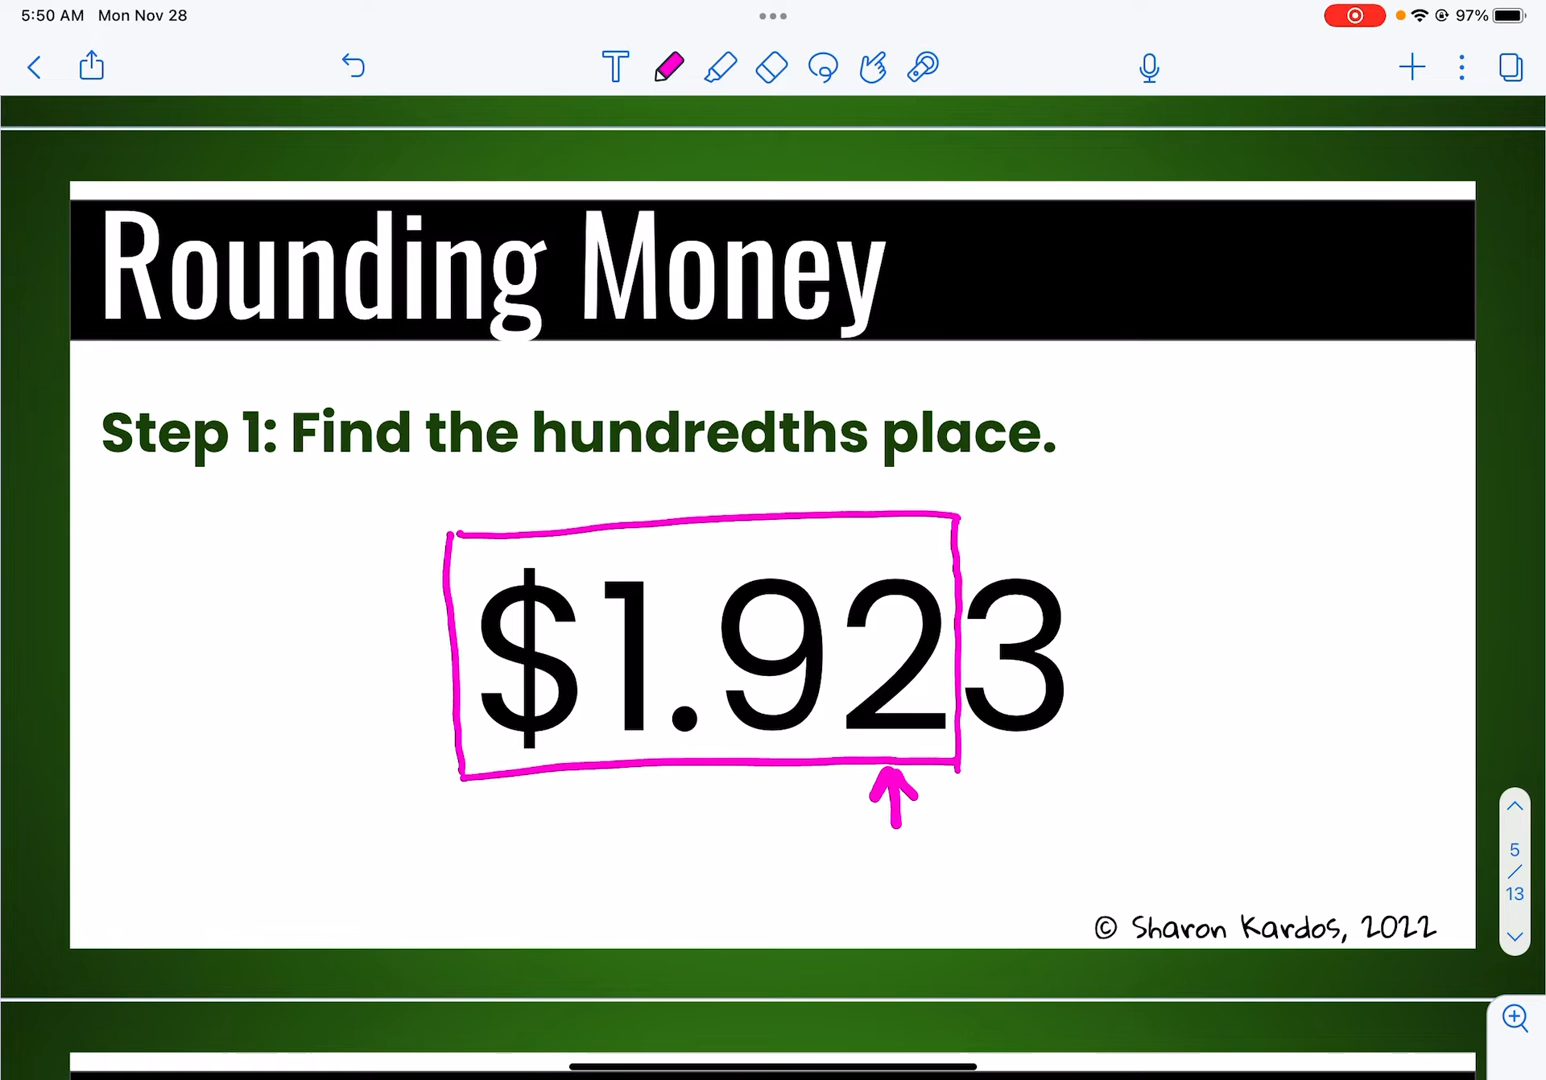 5:50 AM Mon Nov 28
97%
T
Rounding Money
Step 1: Find the hundredths place.
$1.923
5
/
13
© Sharon Kardos, 2022